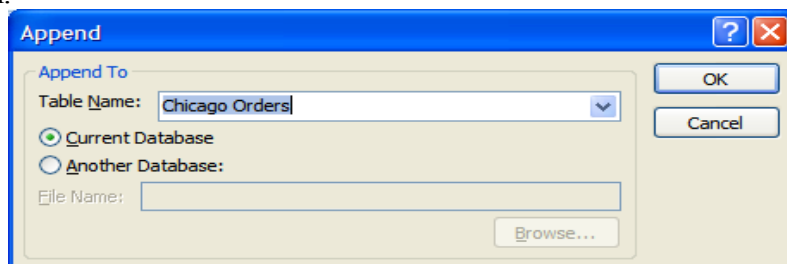 Append
Append To
Table Name: Chicago Orders
Current Database
Another Database:
File Name:
Browse...
OK
Cancel